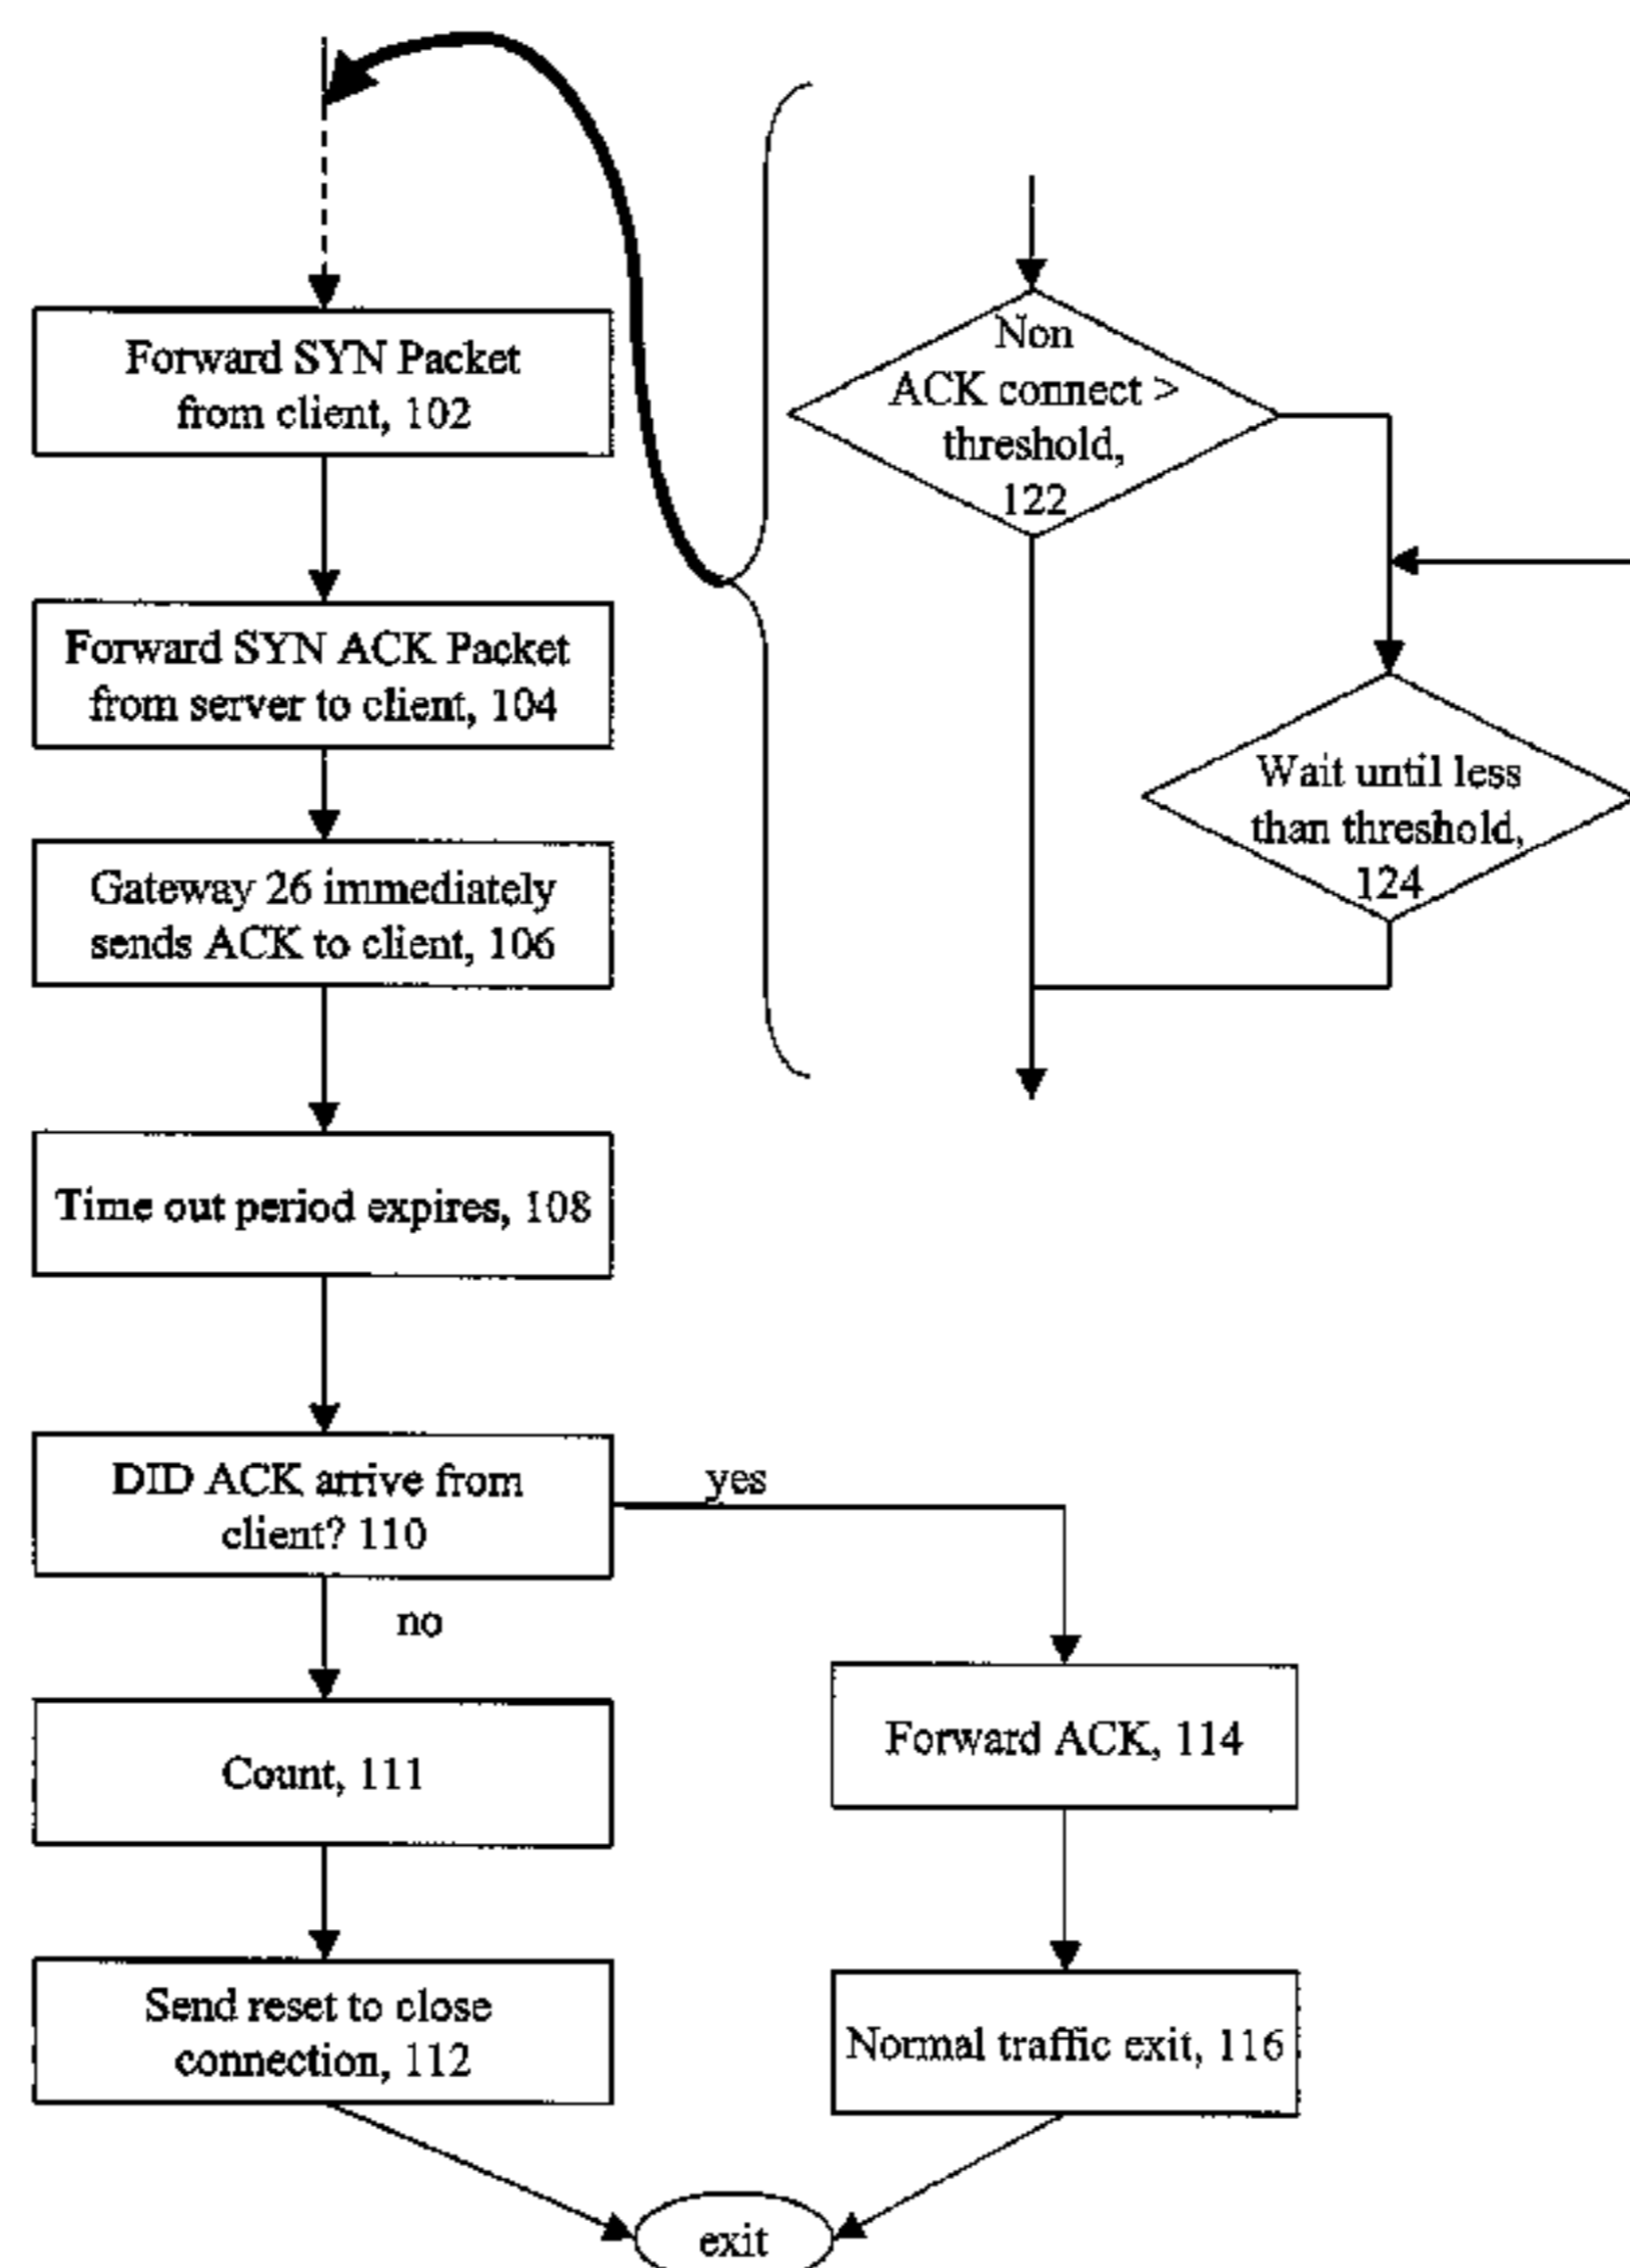 Forward SYN Packet
from client, 102
Forward SYN ACK Packet
from server to client, 104
Gateway 26 immediately
sends ACK to client, 106
Time out period expires, 108
DID ACK arrive from
client? 110
yes
no
Count, 111
Send reset to close
connection, 112
Forward ACK, 114
Normal traffic exit, 116
exit
Non
ACK connect >
threshold,
122
Wait until less
than threshold,
124